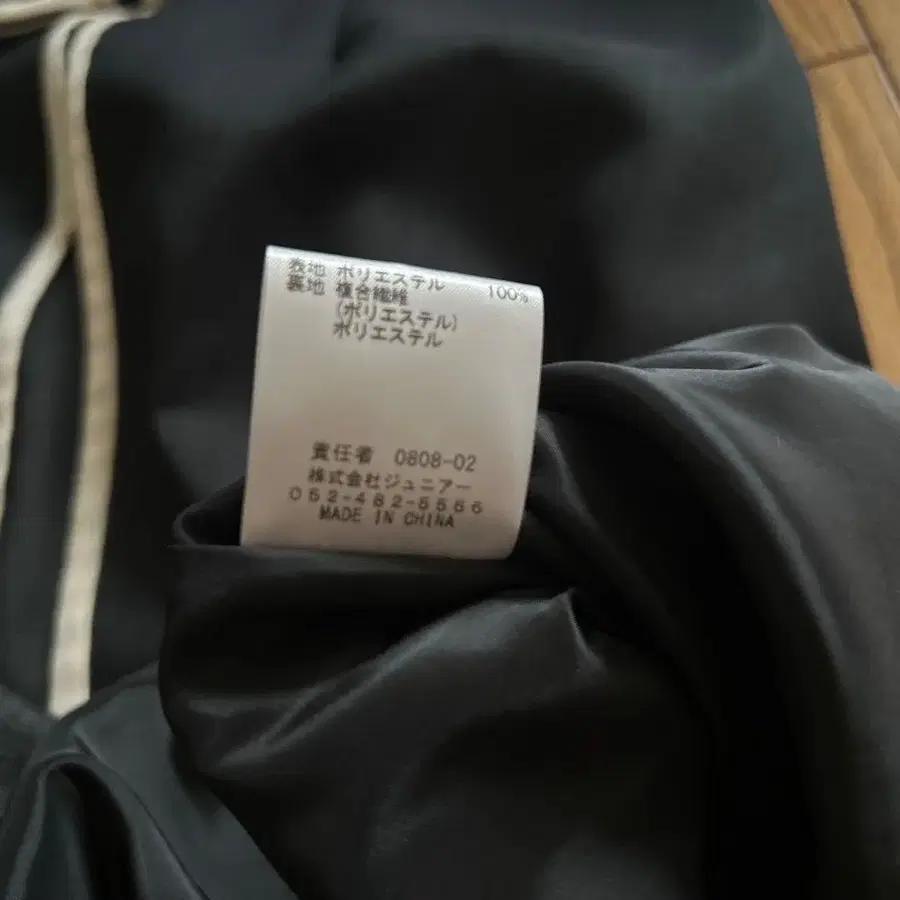 表地 ポリエステル 100%
裏地 複合繊維
(ポリエステル)
ポリエステル
責任者 0808-02
株式会社ジュニアー
052-482-5556
MADE IN CHINA